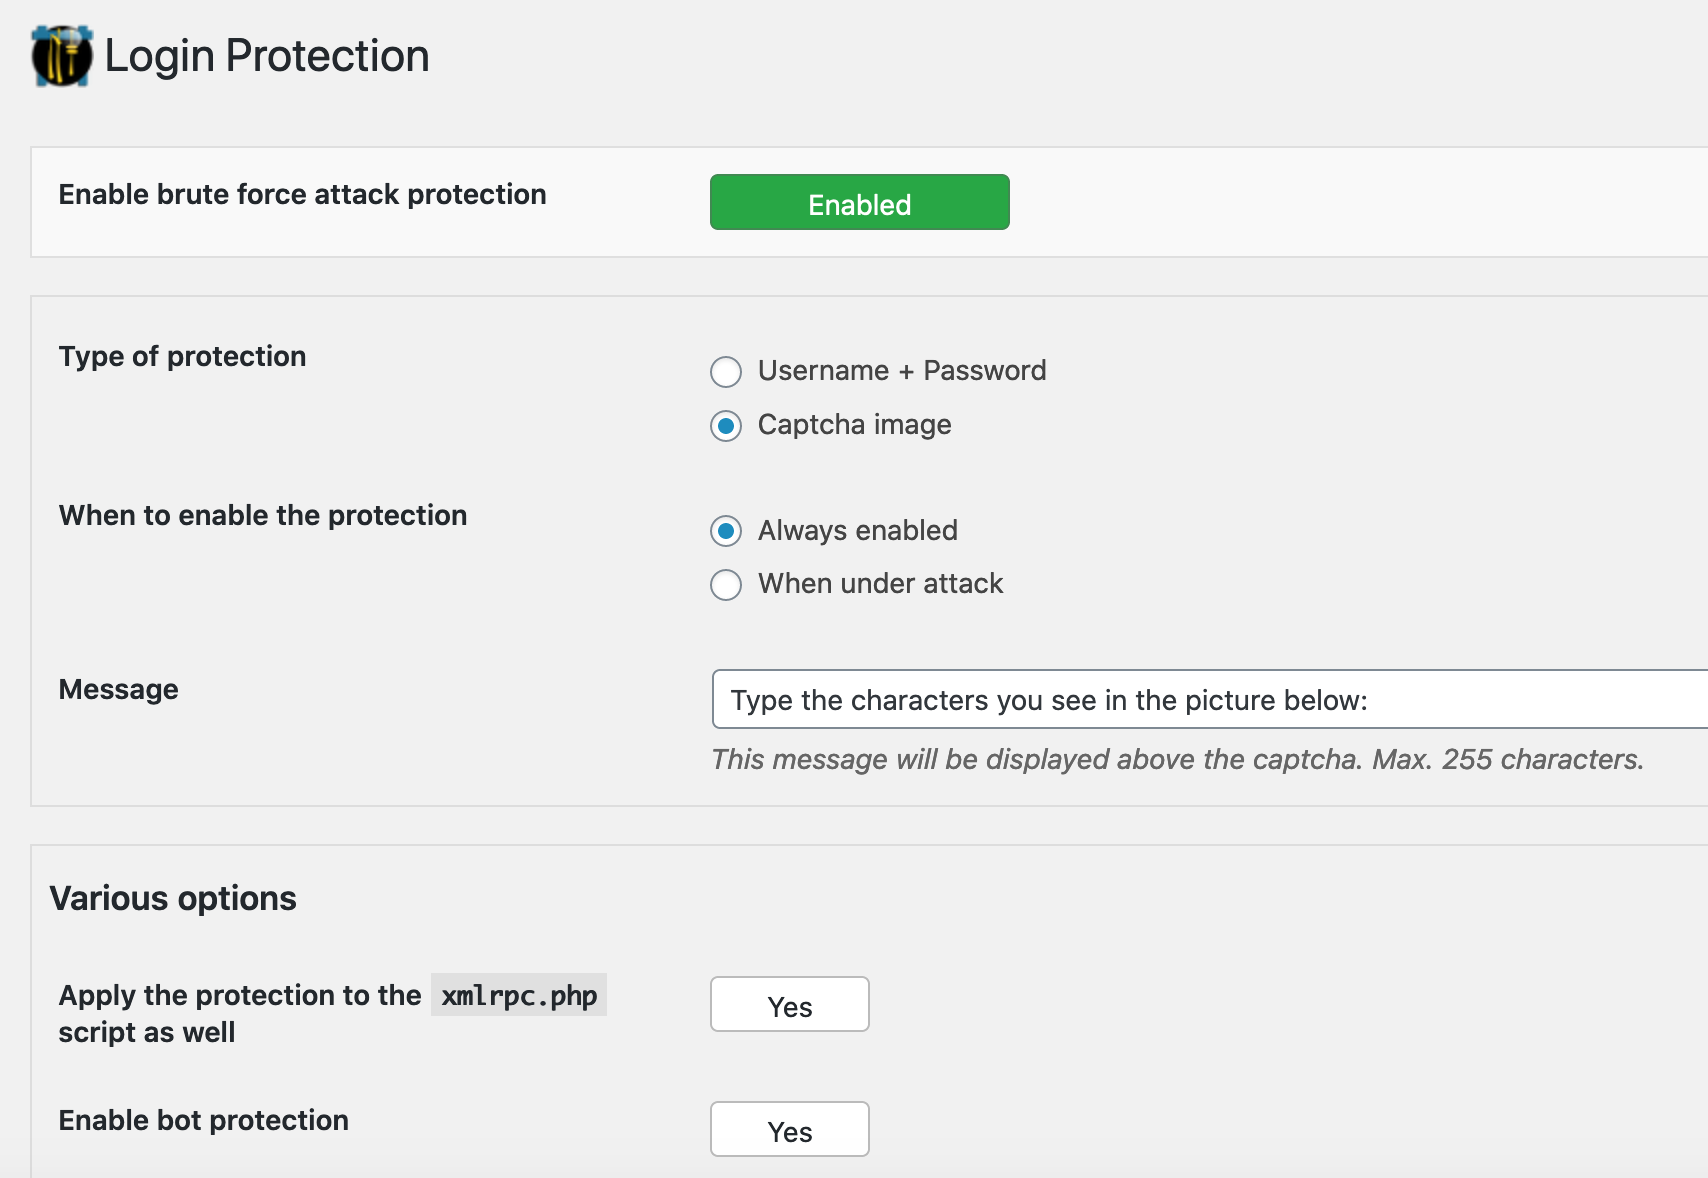 Login Protection
Enable brute force attack protection
Enabled
Type of protection
Username + Password
Captcha image
When to enable the protection
Always enabled
When under attack
Message
Type the characters you see in the picture below:
This message will be displayed above the captcha. Max. 255 characters.
Various options
Apply the protection to the xmlrpc.php
script as well
Yes
Enable bot protection
Yes